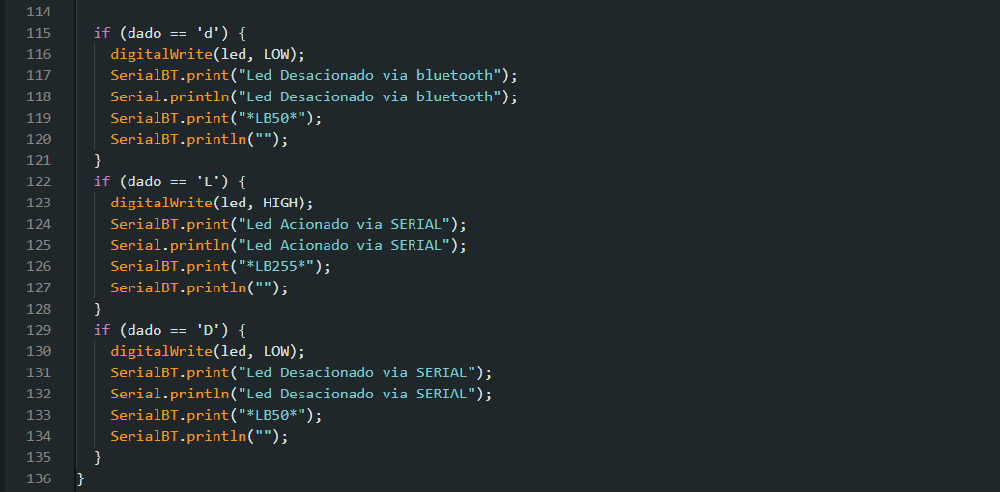 114
115 if (dado == 'd') {
116 digitalWrite(led, LOW);
117 SerialBT.print("Led Desacionado via bluetooth");
118 Serial.println("Led Desacionado via bluetooth");
119 SerialBT.print("*LB50*");
120 SerialBT.println("");
121 }
122 if (dado == 'L') {
123 digitalWrite(led, HIGH);
124 SerialBT.print("Led Acionado via SERIAL");
125 Serial.println("Led Acionado via SERIAL");
126 SerialBT.print("*LB255*");
127 SerialBT.println("");
128 }
129 if (dado == 'D') {
130 digitalWrite(led, LOW);
131 SerialBT.print("Led Desacionado via SERIAL");
132 Serial.println("Led Desacionado via SERIAL");
133 SerialBT.print("*LB50*");
134 SerialBT.println("");
135 }
136 }